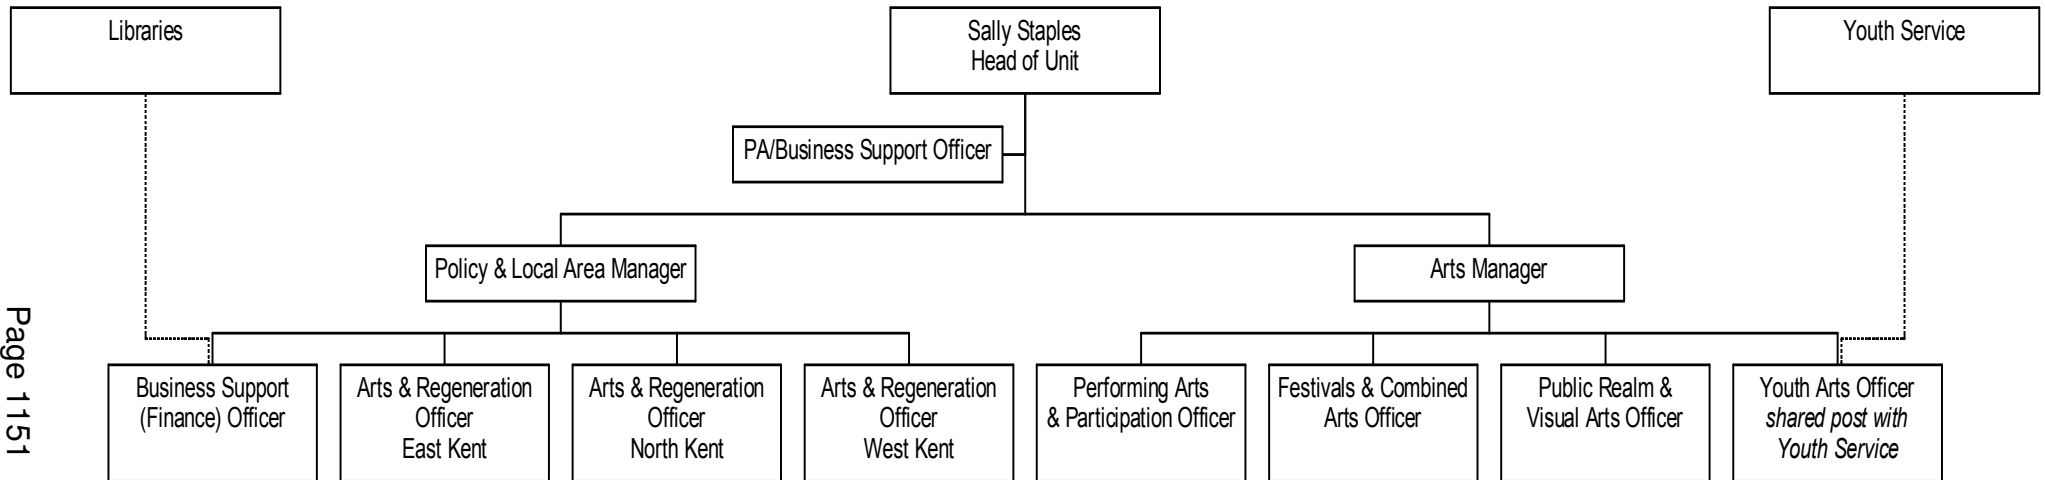 Libraries
Sally Staples
Head of Unit
Youth Service
PA/Business Support Officer
Policy & Local Area Manager
Arts Manager
Business Support
(Finance) Officer
Arts & Regeneration
Officer
East Kent
Arts & Regeneration
Officer
North Kent
Arts & Regeneration
Officer
West Kent
Performing Arts
& Participation Officer
Festivals & Combined
Arts Officer
Public Realm &
Visual Arts Officer
Youth Arts Officer
shared post with
Youth Service
Page 1151